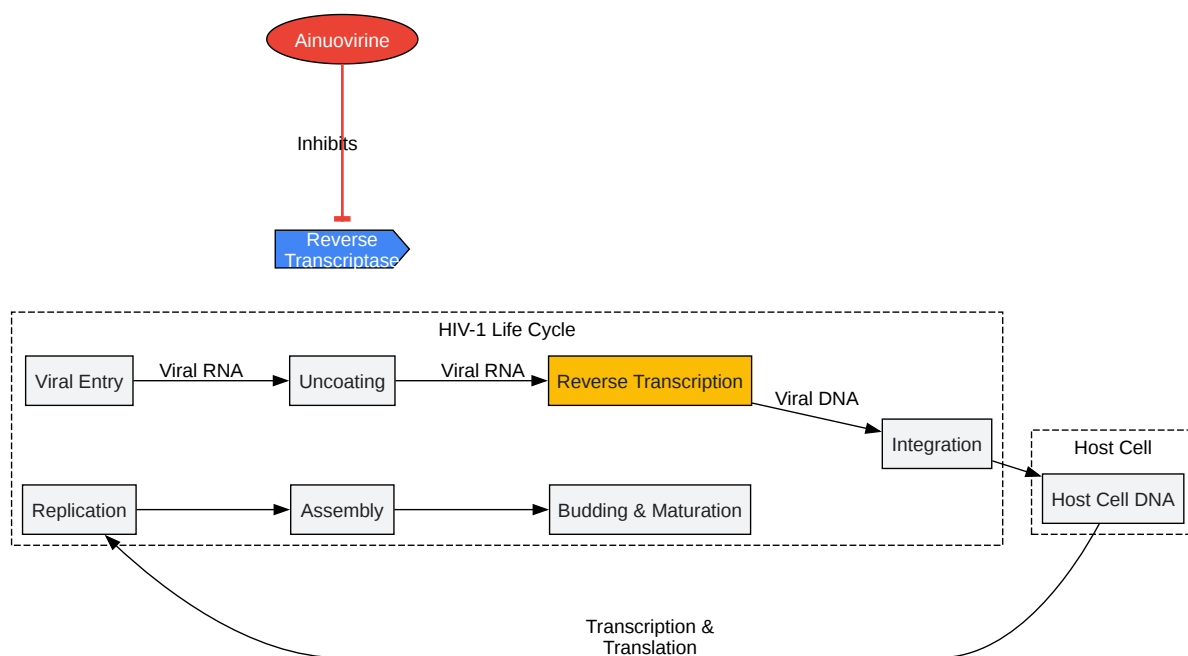 Ainuovirine
Inhibits
Reverse
Transcriptase
HIV-1 Life Cycle
Viral Entry
Viral RNA
Uncoating
Viral RNA
Reverse Transcription
Viral DNA
Integration
Host Cell
Host Cell DNA
Replication
Assembly
Budding & Maturation
Transcription &
Translation